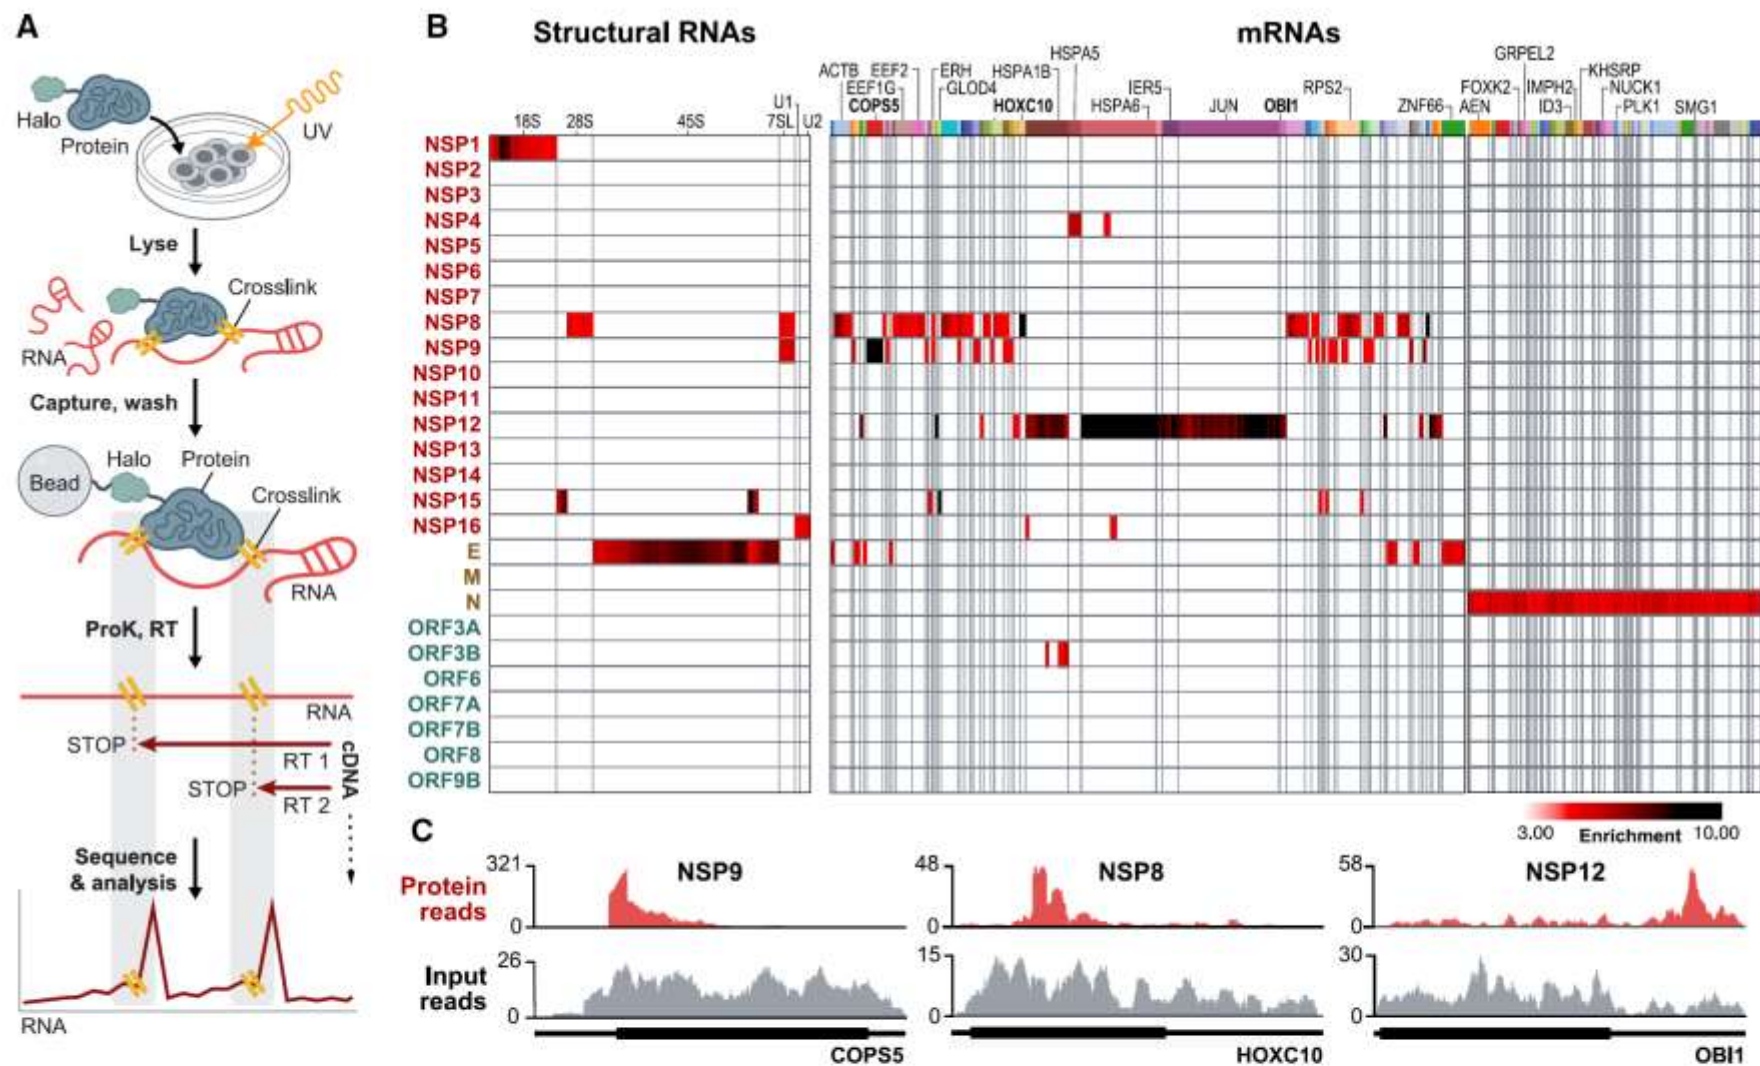 A
Halo
Protein
UV
Lyse
Crosslink
RNA
Capture, wash
Bead
Halo
Protein
Crosslink
RNA
ProK, RT
RNA
STOP
RT 1
STOP
RT 2
cDNA
Sequence
& analysis
RNA
B
Structural RNAs
mRNAs
16S 28S 45S 7SL U1 U2
HSPA5
GRPEL2
ACTB EEF2 ERH HSPA1B KHSRP
EEF1G GLOD4 IER5 RPS2 FOXK2 IMPH2 NUCK1
COPS5 HOXC10 HSPA6 JUN OBI1 ZNF66 AEN ID3 PLK1 SMG1
NSP1
NSP2
NSP3
NSP4
NSP5
NSP6
NSP7
NSP8
NSP9
NSP10
NSP11
NSP12
NSP13
NSP14
NSP15
NSP16
E
M
N
ORF3A
ORF3B
ORF6
ORF7A
ORF7B
ORF8
ORF9B
3.00 Enrichment 10.00
C
Protein
reads
Input
reads
321
NSP9
0
26
0
COPS5
48
NSP8
0
15
0
HOXC10
58
NSP12
0
30
0
OBI1